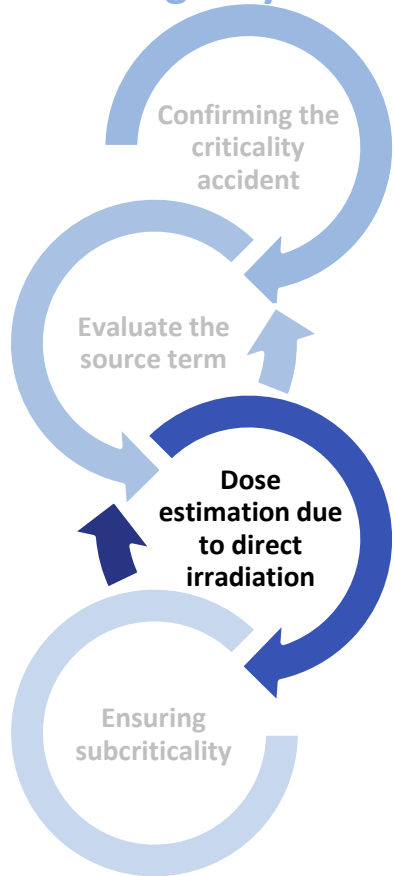 Confirming the
criticality
accident
Evaluate the
source term
Dose
estimation due
to direct
irradiation
Ensuring
subcriticality